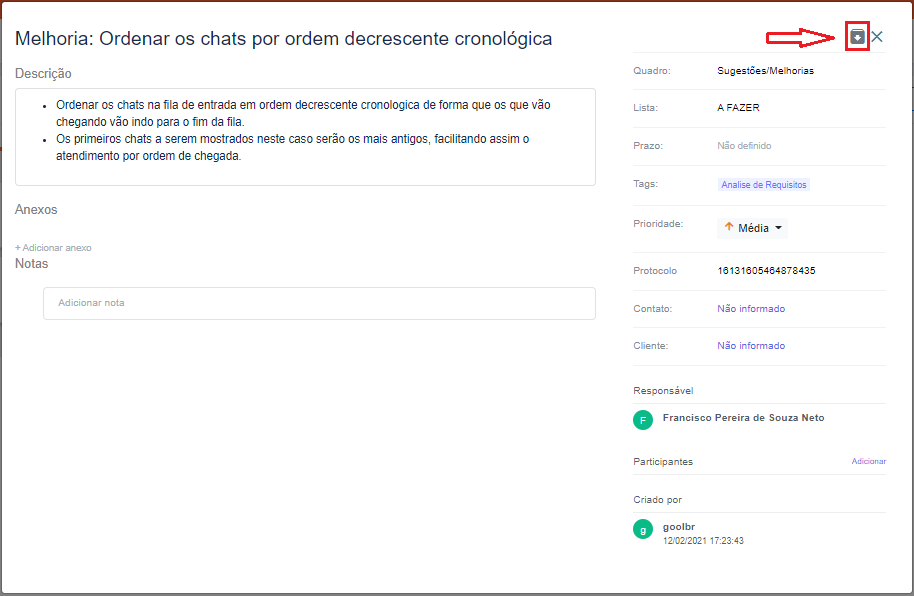 Melhoria: Ordenar os chats por ordem decrescente cronológica
Descrição
Ordenar os chats na fila de entrada em ordem decrescente cronologica de forma que os que vão
chegando vão indo para o fim da fila.
Os primeiros chats a serem mostrados neste caso serão os mais antigos, facilitando assim o
atendimento por ordem de chegada.
Anexos
+ Adicionar anexo
Notas
Adicionar nota
Quadro: Sugestões/Melhorias
Lista: A FAZER
Prazo: Não definido
Tags: Analise de Requisitos
Prioridade: Média
Protocolo 16131605464878435
Contato: Não informado
Cliente: Não informado
Responsável
F Francisco Pereira de Souza Neto
Participantes Adicionar
Criado por
g goolbr
12/02/2021 17:23:43